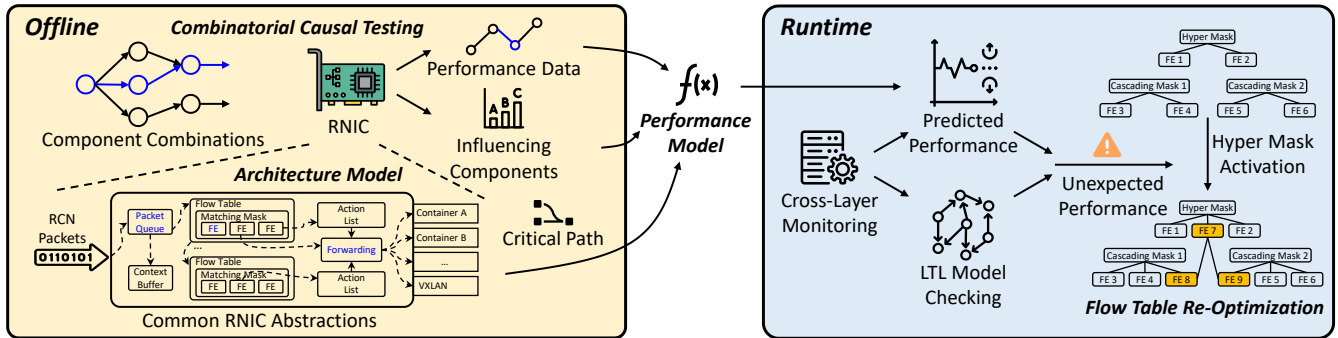 Offline
Combinatorial Causal Testing
Component Combinations
RNIC
Performance Data
A B C
Influencing
Components
Architecture Model
RCN
Packets
0110101
Packet
Queue
Context
Buffer
Flow Table
Matching Mask
FE FE FE
...
Flow Table
Matching Mask
FE FE FE
Action
List
Forwarding
Action
List
Container A
Container B
...
VXLAN
Critical Path
Common RNIC Abstractions
f(x)
Performance
Model
Runtime
Cross-Layer
Monitoring
Predicted
Performance
LTL Model
Checking
Unexpected
Performance
Hyper Mask
FE 1 FE 2
Cascading Mask 1 Cascading Mask 2
FE 3 FE 4 FE 5 FE 6
Hyper Mask
Activation
Hyper Mask
FE 1 FE 7 FE 2
Cascading Mask 1 Cascading Mask 2
FE 3 FE 4 FE 8 FE 9 FE 5 FE 6
Flow Table Re-Optimization